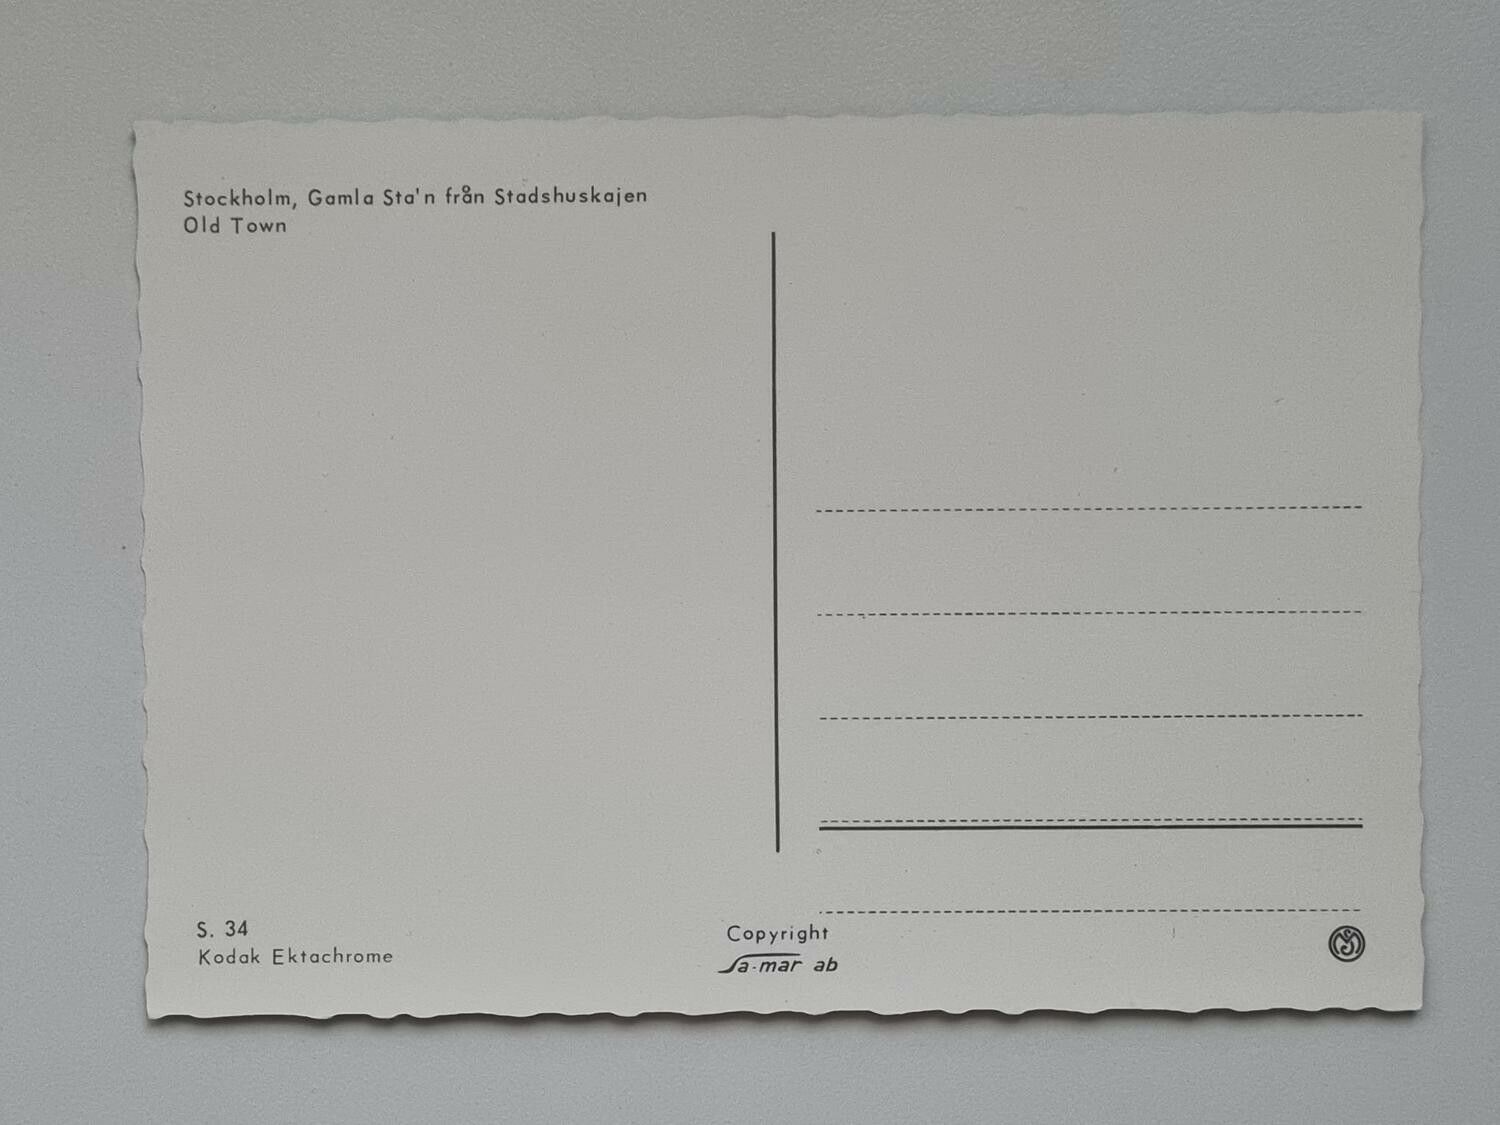 Stockholm, Gamla Sta'n från Stadshuskajen
Old Town
S. 34
Kodak Ektachrome
Copyright
Sa-mar ab